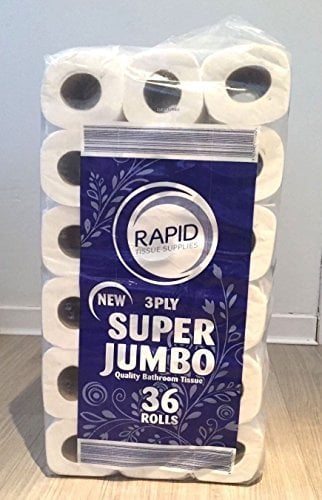 RAPID
TISSUE SUPPLIES
NEW 3PLY
SUPER
JUMBO
Quality Bathroom Tissue
36
ROLLS